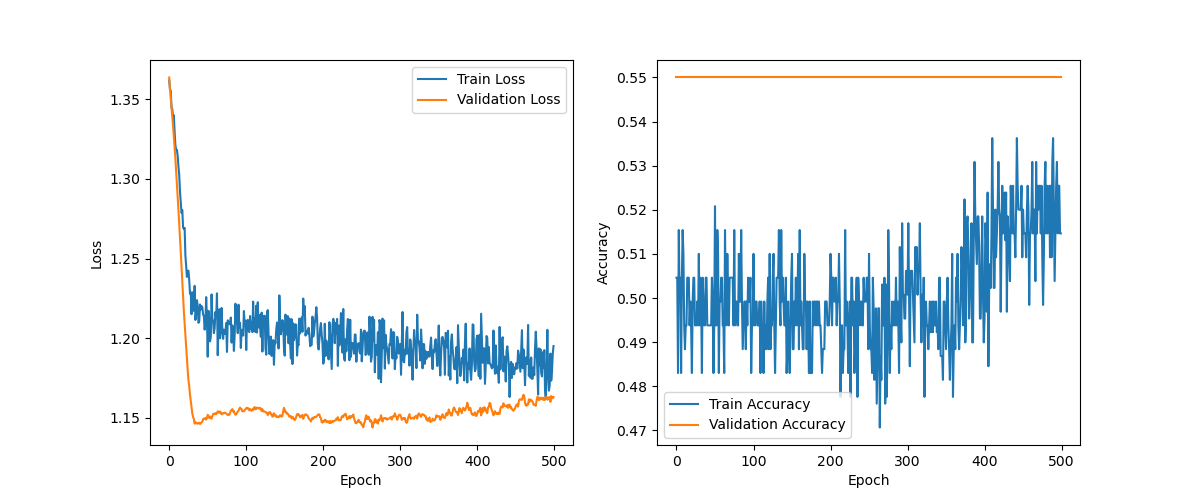 1.35
1.30
1.25
1.20
1.15
Loss
0 100 200 300 400 500
Epoch
Train Loss
Validation Loss
0.55
0.54
0.53
0.52
0.51
0.50
0.49
0.48
0.47
Accuracy
0 100 200 300 400 500
Epoch
Train Accuracy
Validation Accuracy